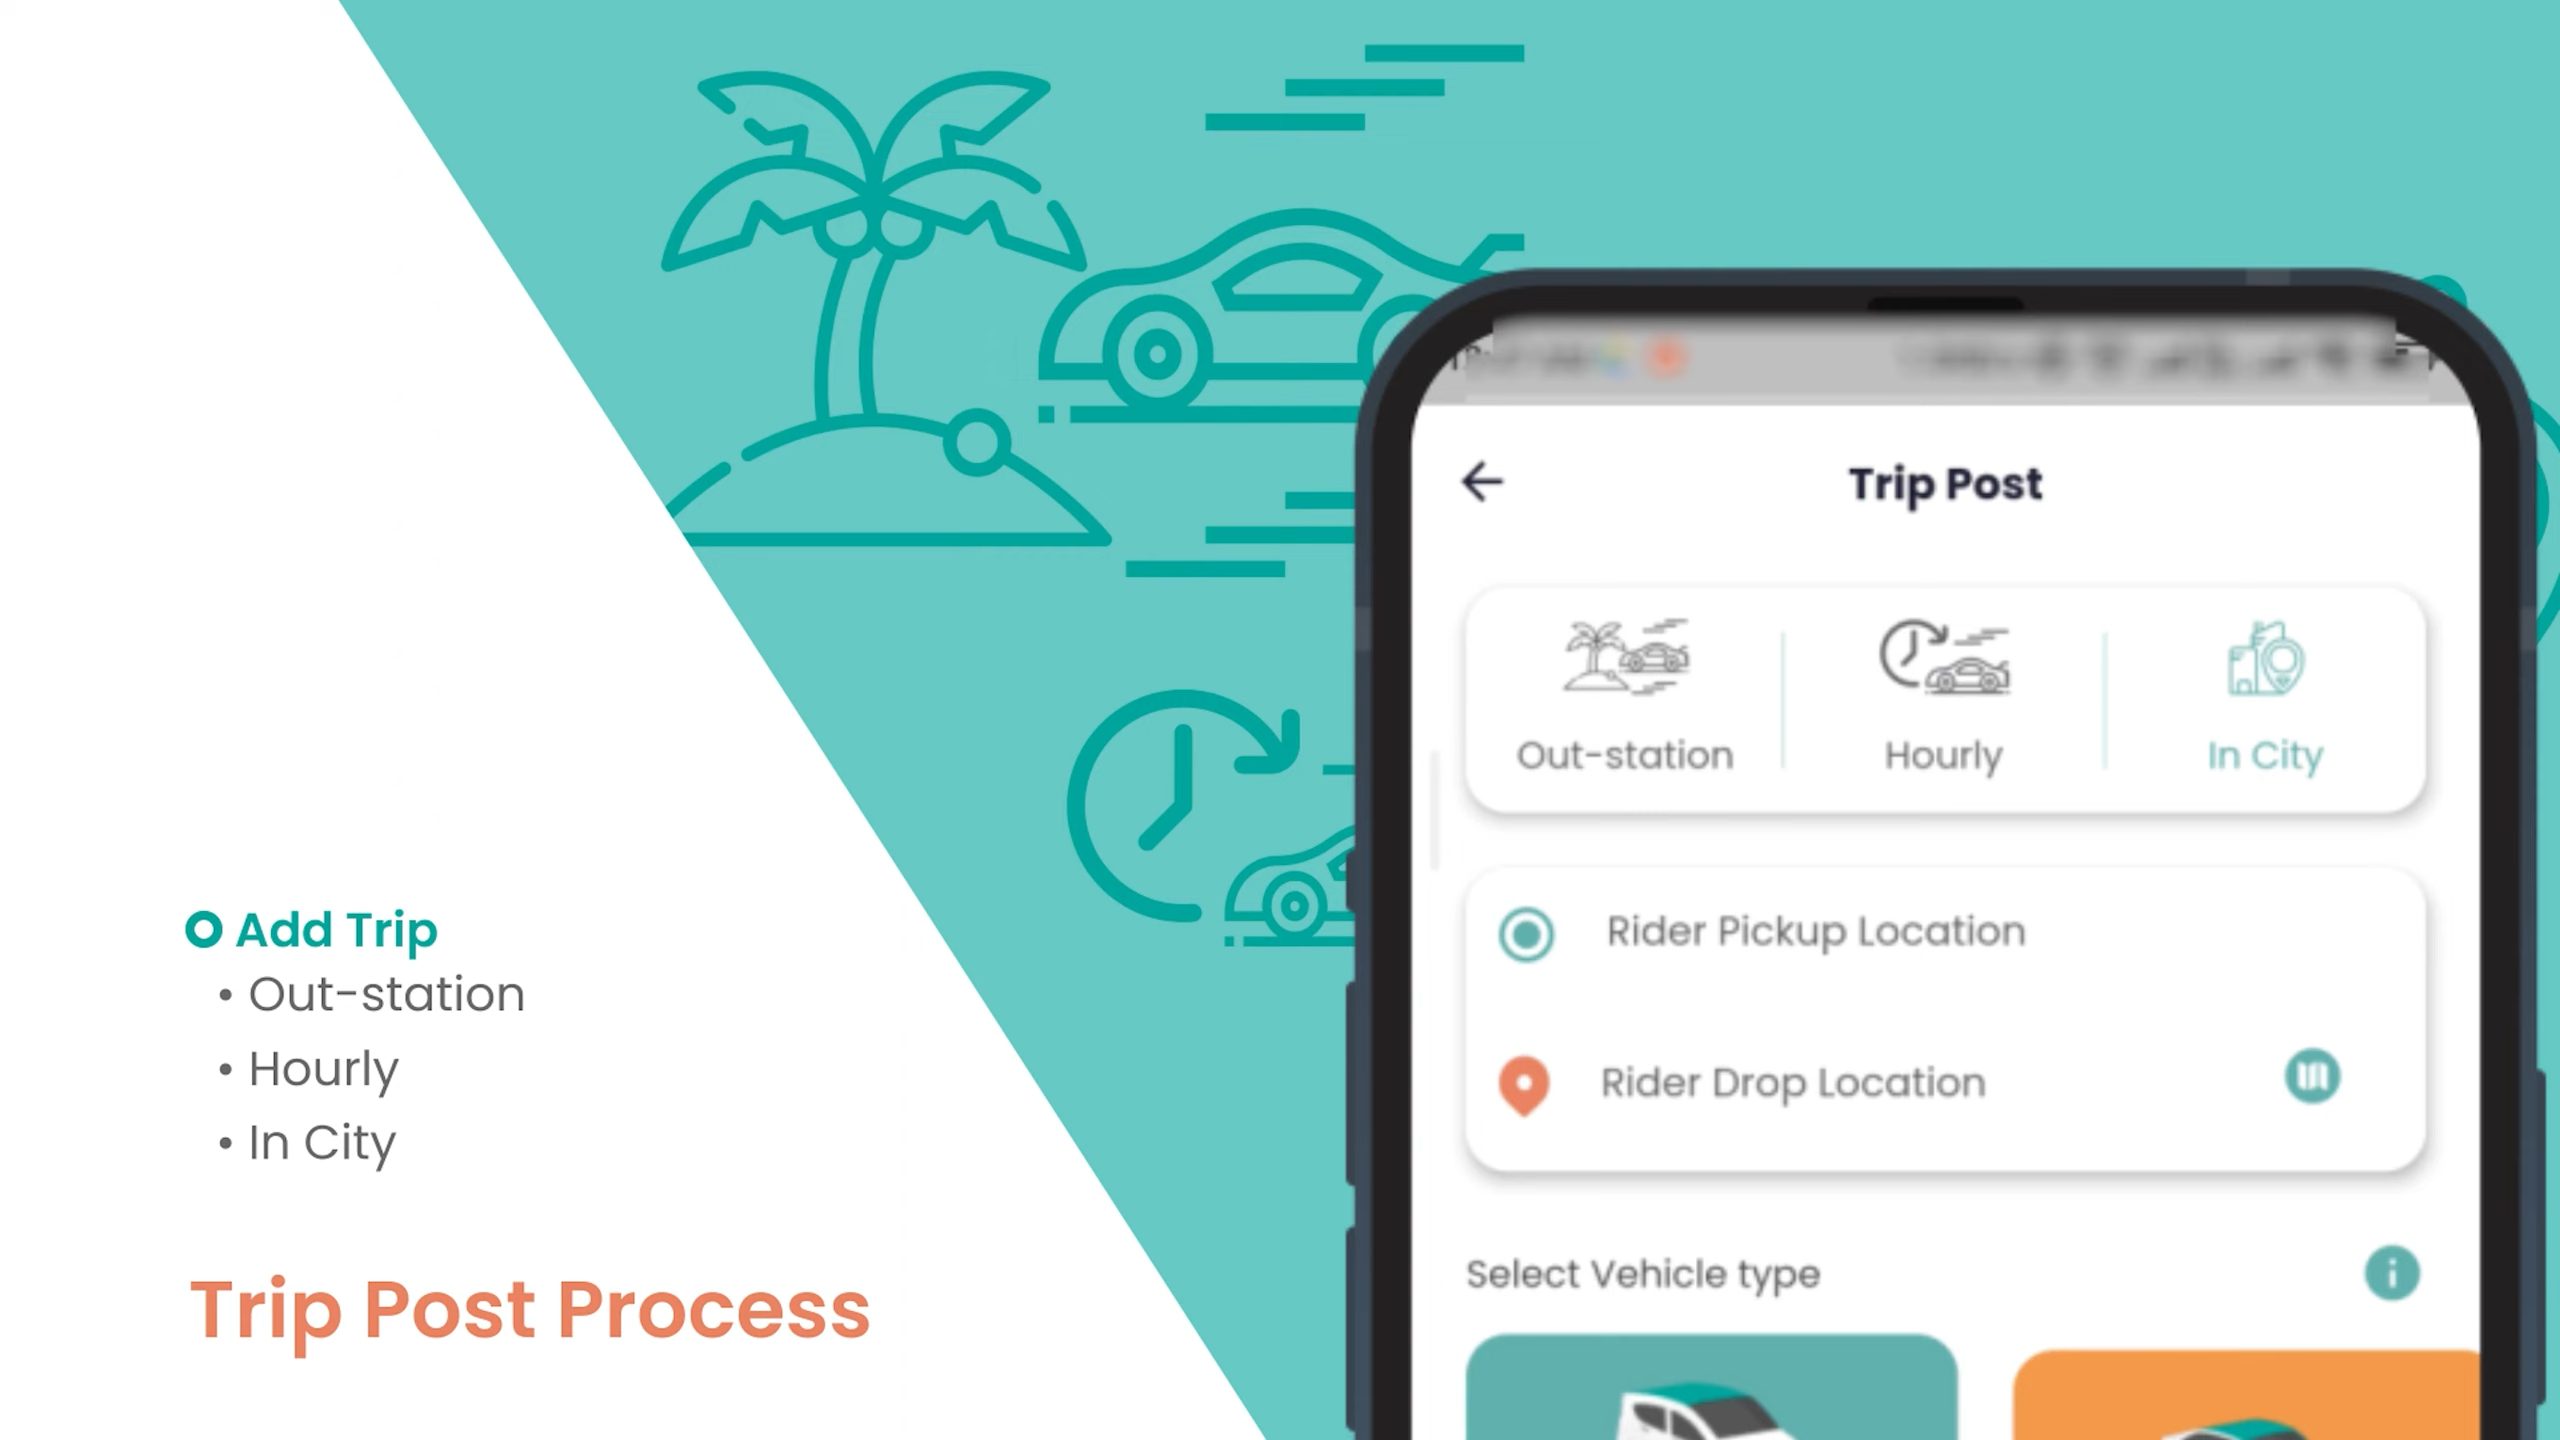 Add Trip
• Out-station
• Hourly
• In City
Trip Post Process
Trip Post
Out-station
Hourly
In City
Rider Pickup Location
Rider Drop Location
Select Vehicle type
i